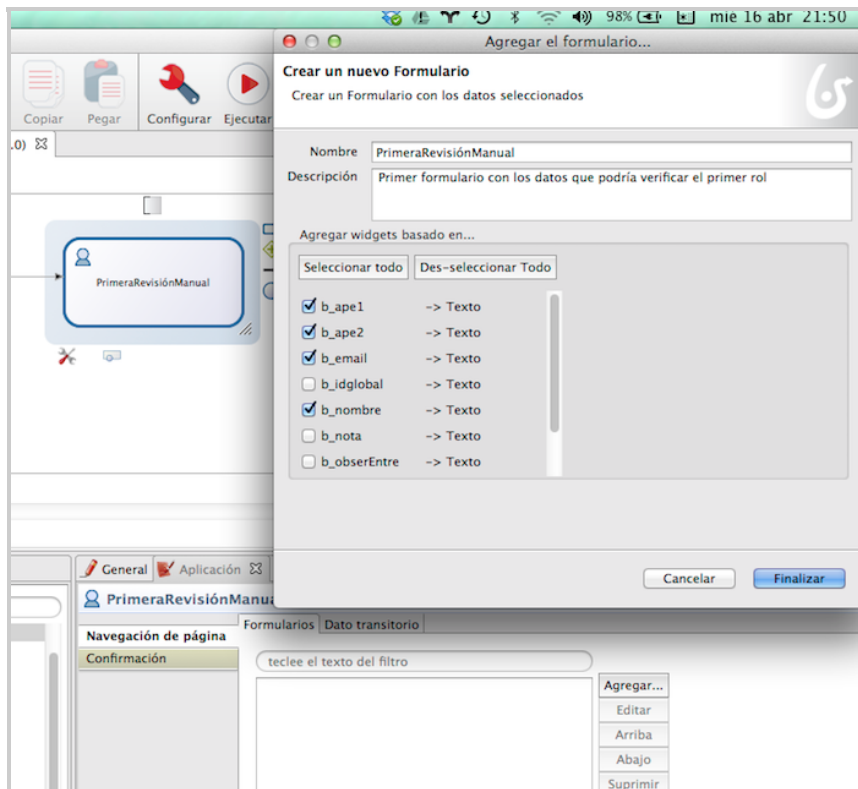 98% mié 16 abr 21:50
Agregar el formulario...
Crear un nuevo Formulario
Crear un Formulario con los datos seleccionados
Copiar Pegar Configurar Ejecutar
.0)
Nombre PrimeraRevisiónManual
Descripción Primer formulario con los datos que podría verificar el primer rol
Agregar widgets basado en...
Seleccionar todo Des-seleccionar Todo
PrimeraRevisiónManual
b_ape1 -> Texto
b_ape2 -> Texto
b_email -> Texto
b_idglobal -> Texto
b_nombre -> Texto
b_nota -> Texto
b_obserEntre -> Texto
Cancelar Finalizar
General Aplicación
PrimeraRevisiónManua
Formularios Dato transitorio
Navegación de página
Confirmación
teclee el texto del filtro
Agregar...
Editar
Arriba
Abajo
Suprimir